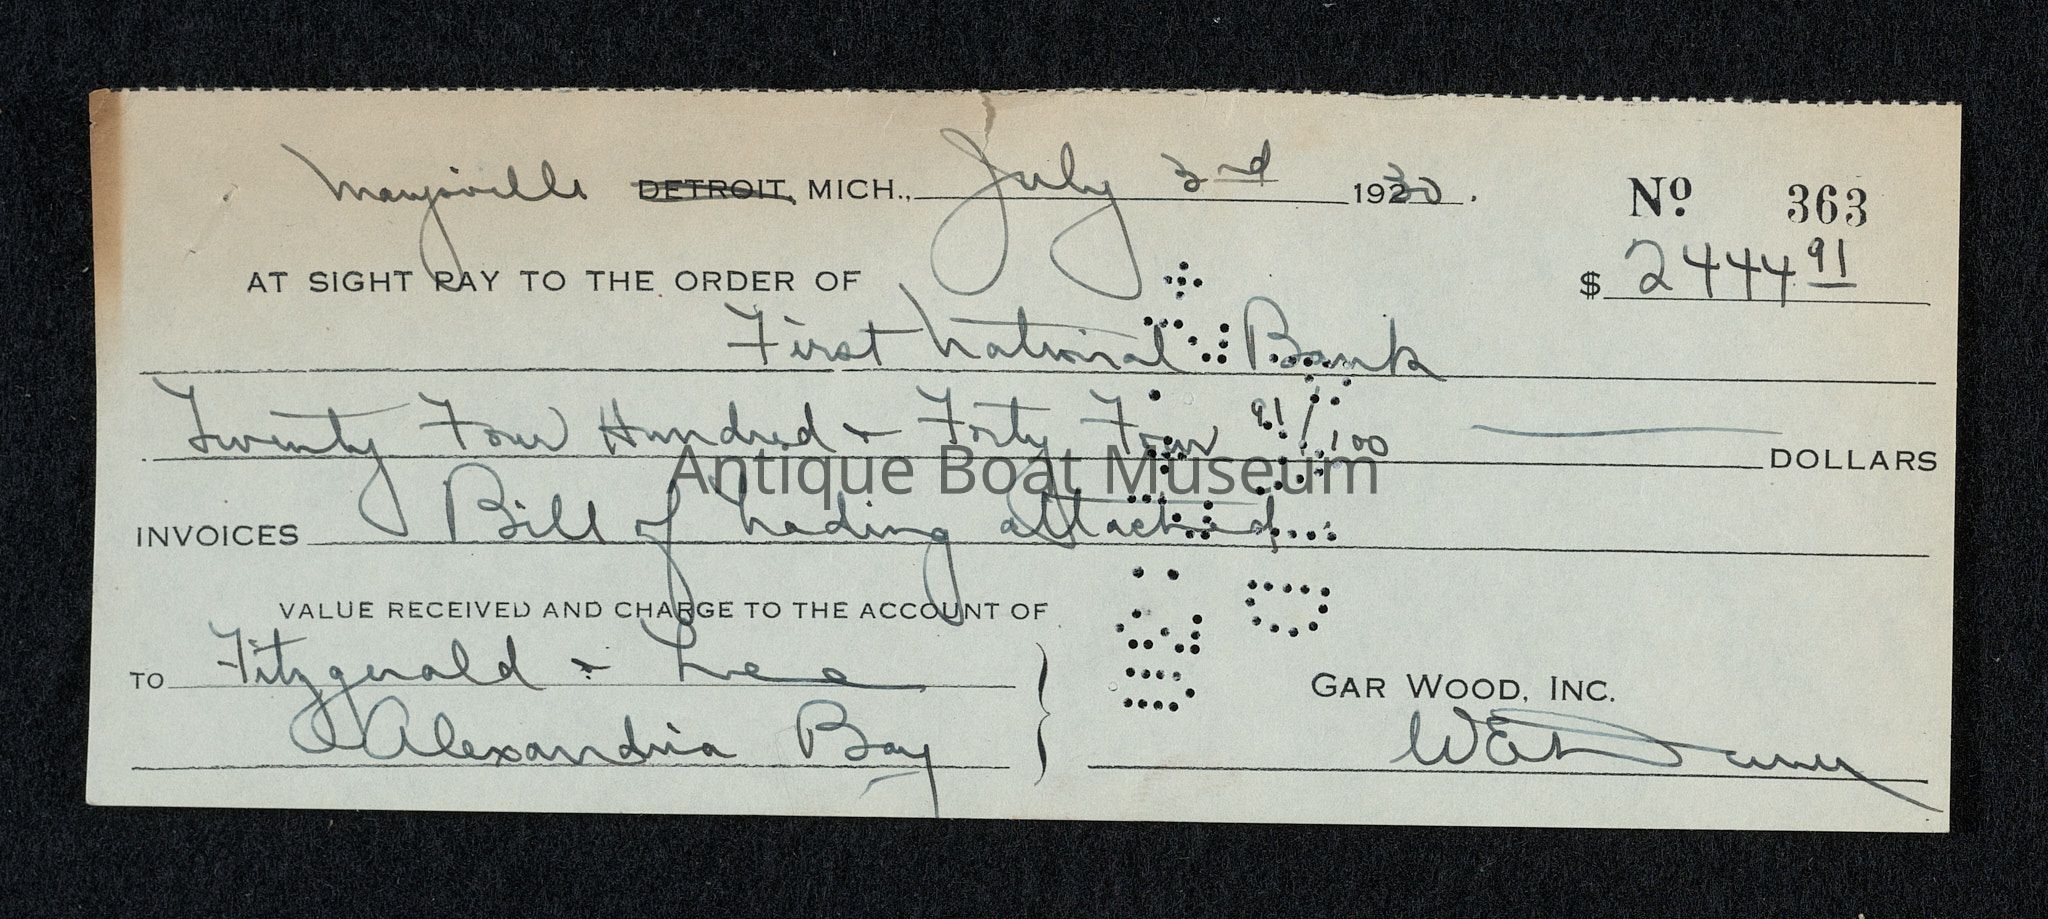 Marysville DETROIT, MICH., July 3rd 1930.
No 363
$ 2444 91
AT SIGHT PAY TO THE ORDER OF
First National Bank
Twenty Four Hundred & Forty Four 91/100 DOLLARS
Antique Boat Museum
INVOICES Bill of Lading attached
VALUE RECEIVED AND CHARGE TO THE ACCOUNT OF
TO Fitzgerald & Lee
GAR WOOD, INC.
Alexandria Bay